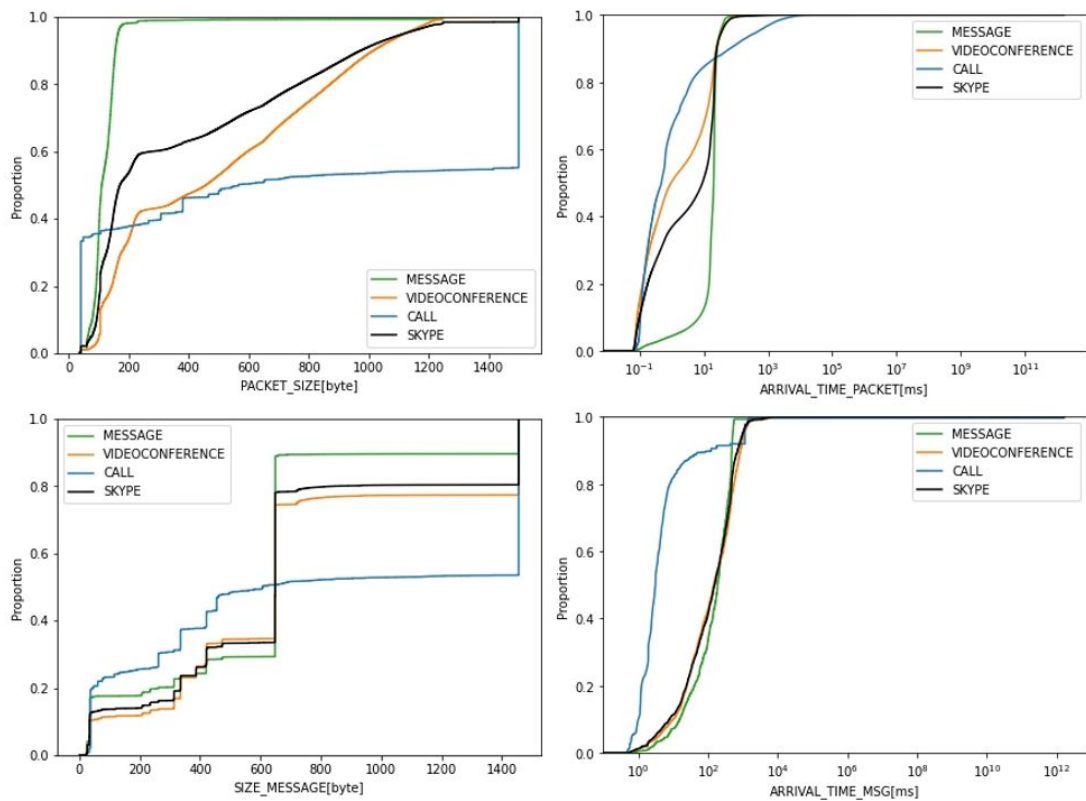 1.0
0.8
0.6
0.4
0.2
0.0
Proportion
MESSAGE
VIDEOCONFERENCE
CALL
SKYPE
0 200 400 600 800 1000 1200 1400
PACKET_SIZE[byte]
1.0
0.8
0.6
0.4
0.2
0.0
Proportion
MESSAGE
VIDEOCONFERENCE
CALL
SKYPE
10⁻¹ 10¹ 10³ 10⁵ 10⁷ 10⁹ 10¹¹
ARRIVAL_TIME_PACKET[ms]
1.0
0.8
0.6
0.4
0.2
0.0
Proportion
MESSAGE
VIDEOCONFERENCE
CALL
SKYPE
0 200 400 600 800 1000 1200 1400
SIZE_MESSAGE[byte]
1.0
0.8
0.6
0.4
0.2
0.0
Proportion
MESSAGE
VIDEOCONFERENCE
CALL
SKYPE
10⁰ 10² 10⁴ 10⁶ 10⁸ 10¹⁰ 10¹²
ARRIVAL_TIME_MSG[ms]